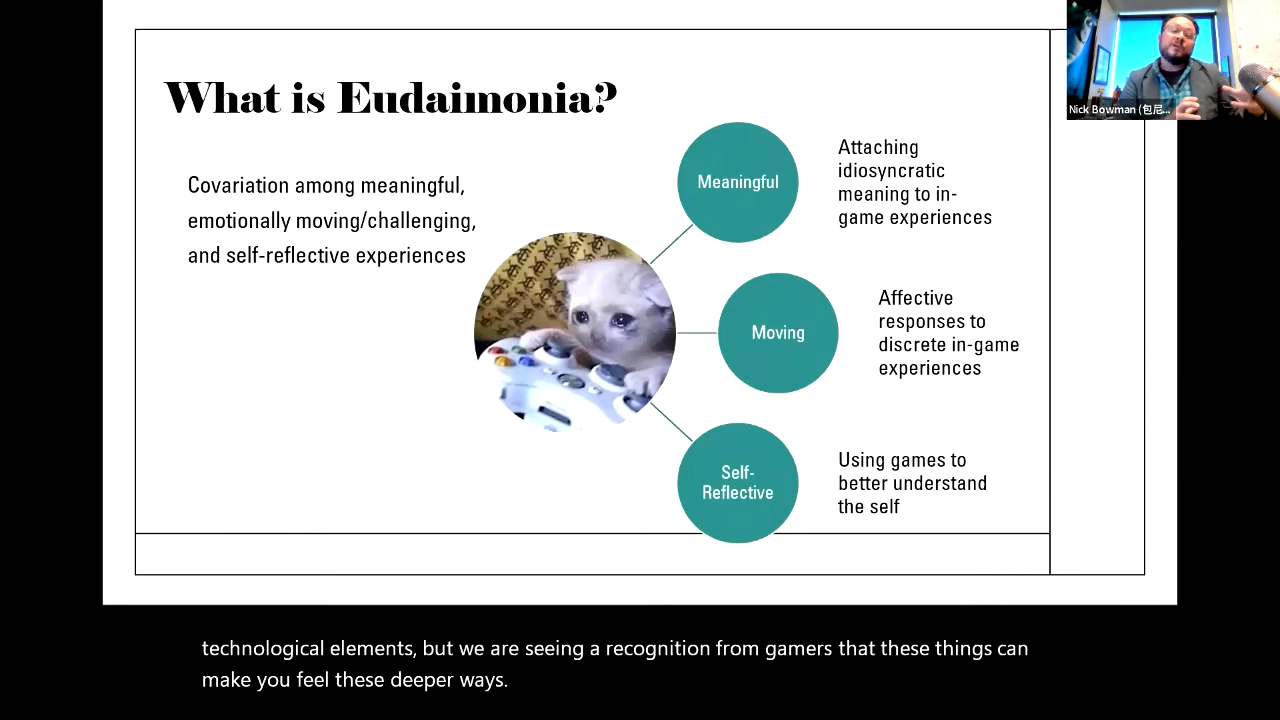 What is Eudaimonia?
Covariation among meaningful,
emotionally moving/challenging,
and self-reflective experiences
Meaningful
Attaching
idiosyncratic
meaning to in-
game experiences
Moving
Affective
responses to
discrete in-game
experiences
Self-
Reflective
Using games to
better understand
the self
Nick Bowman (包尼...
technological elements, but we are seeing a recognition from gamers that these things can
make you feel these deeper ways.